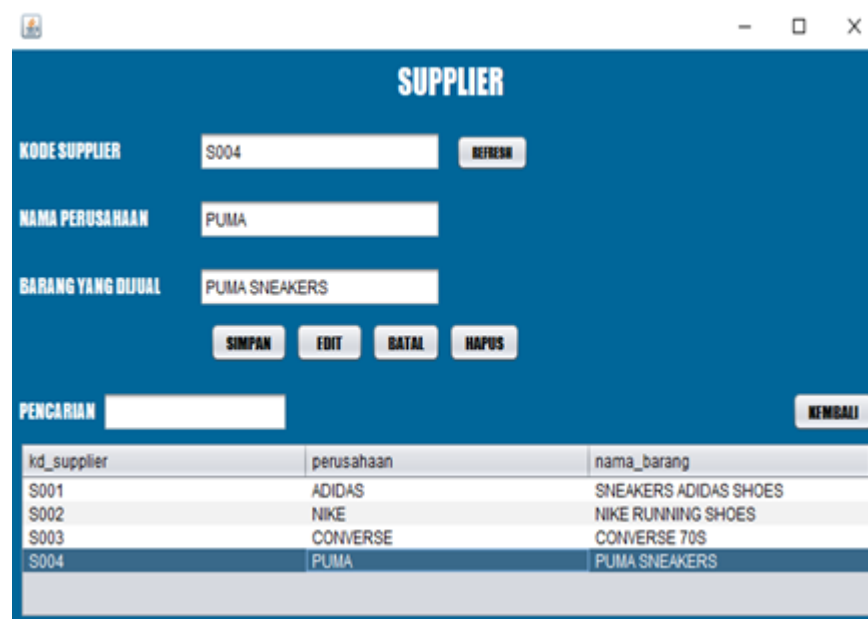 SUPPLIER
KODE SUPPLIER S004 REFRESH
NAMA PERUSAHAAN PUMA
BARANG YANG DIJUAL PUMA SNEAKERS
SIMPAN EDIT BATAL HAPUS
PENCARIAN KEMBALI
kd_supplier perusahaan nama_barang
S001 ADIDAS SNEAKERS ADIDAS SHOES
S002 NIKE NIKE RUNNING SHOES
S003 CONVERSE CONVERSE 70S
S004 PUMA PUMA SNEAKERS